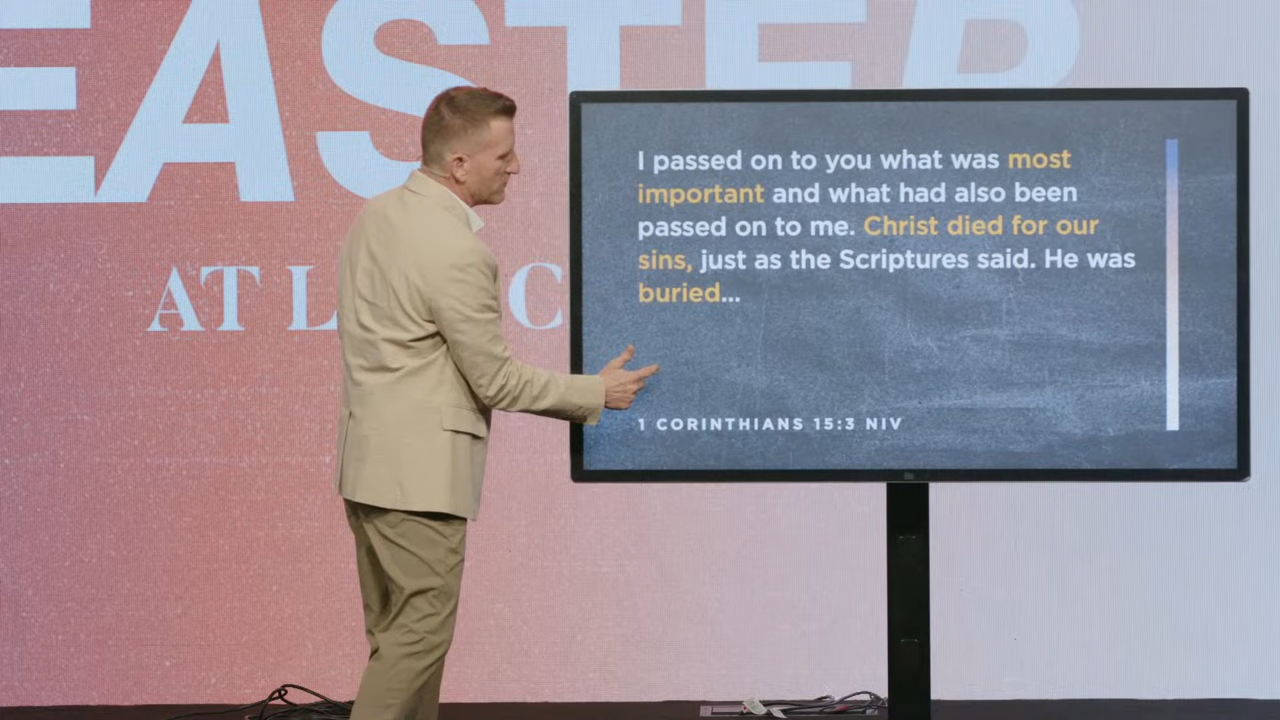 EASTER
AT L C
I passed on to you what was most
important and what had also been
passed on to me. Christ died for our
sins, just as the Scriptures said. He was
buried...
1 CORINTHIANS 15:3 NIV